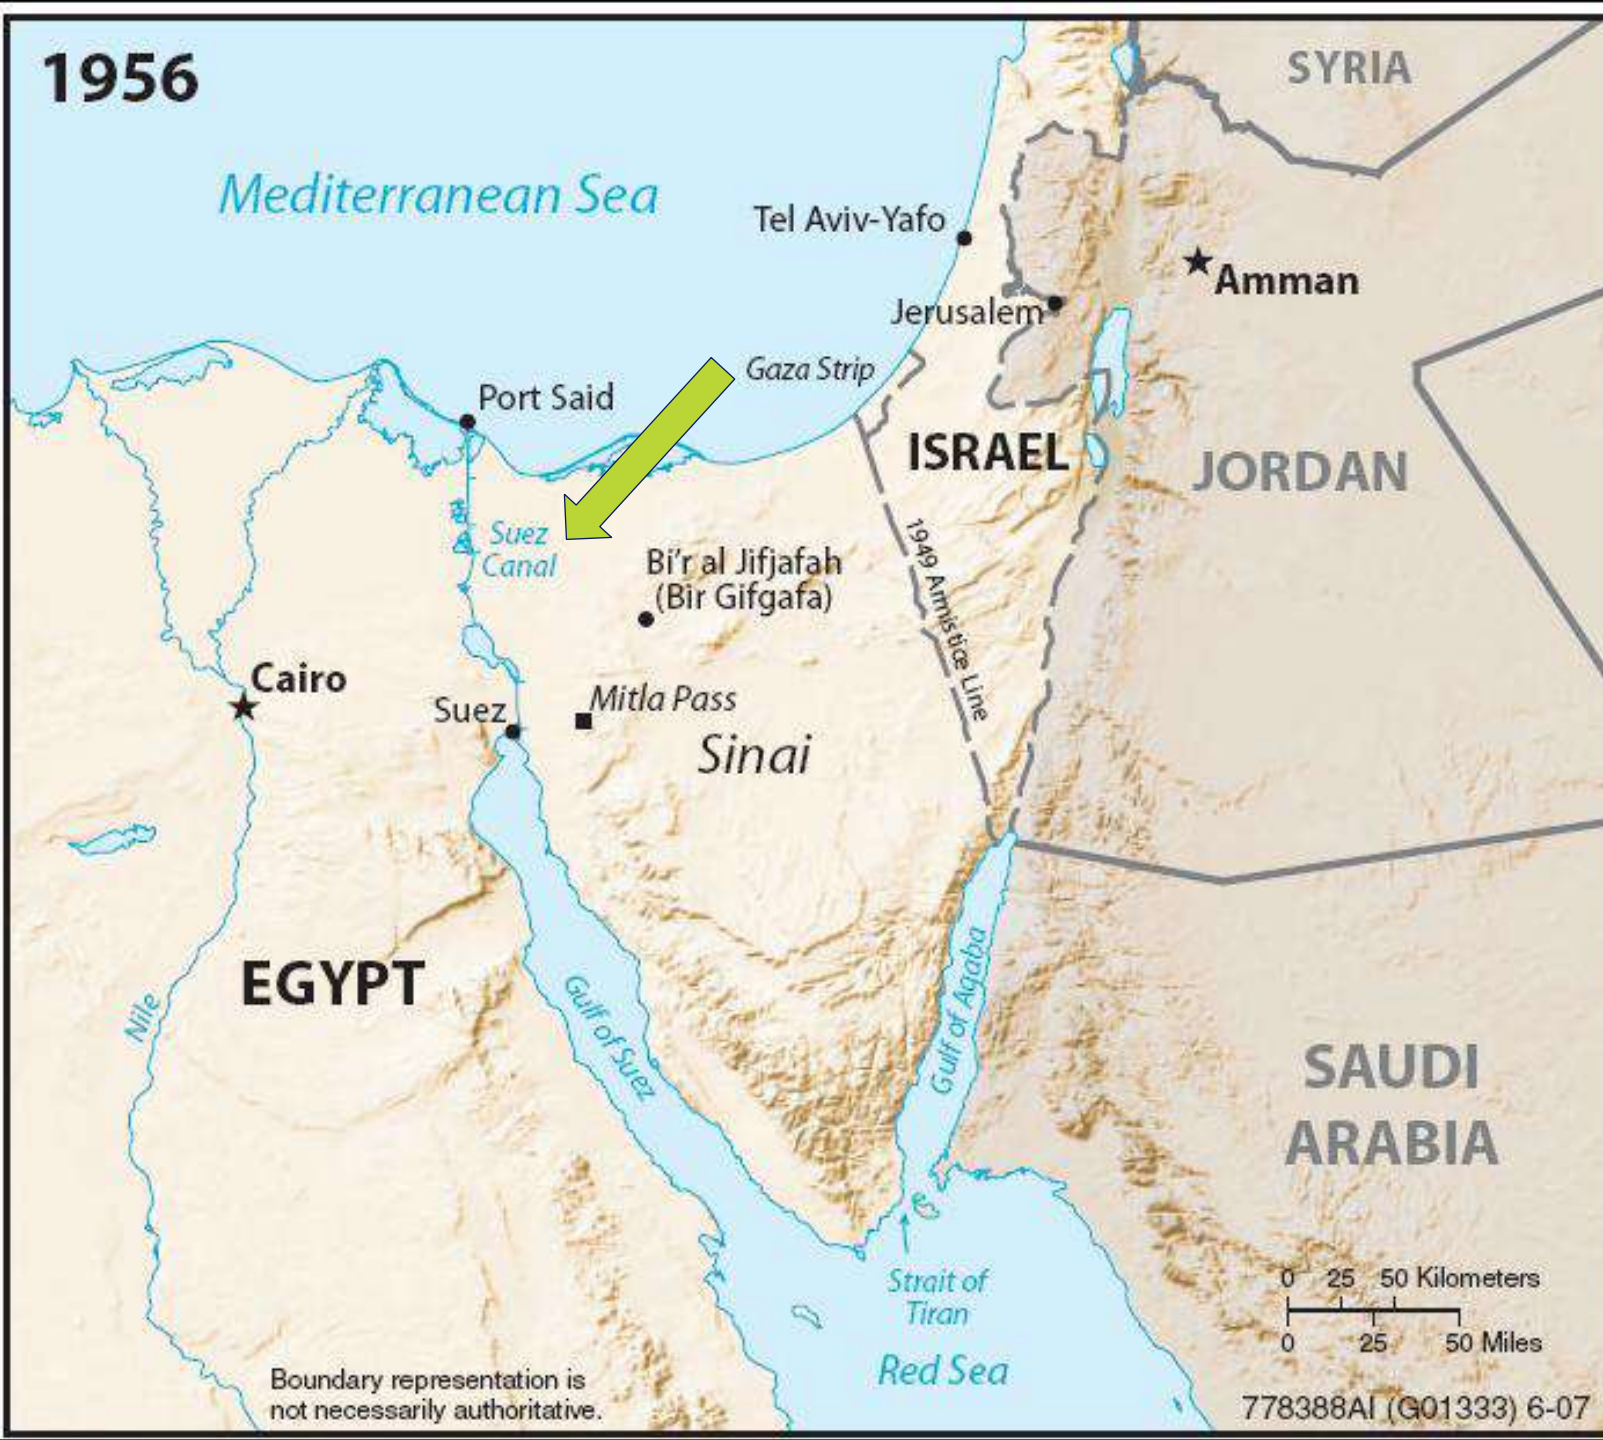 1956
SYRIA
Mediterranean Sea
Tel Aviv-Yafo
Amman
Jerusalem
Gaza Strip
Port Said
ISRAEL
JORDAN
Suez
Canal
1949 Armistice Line
Bi'r al Jifjafah
(Bir Gifgafa)
Cairo
Mitla Pass
Suez
Sinai
EGYPT
Nile
Gulf of Suez
Gulf of Aqaba
SAUDI
ARABIA
Strait of
Tiran
Red Sea
0 25 50 Kilometers
0 25 50 Miles
Boundary representation is
not necessarily authoritative.
778388AI (G01333) 6-07